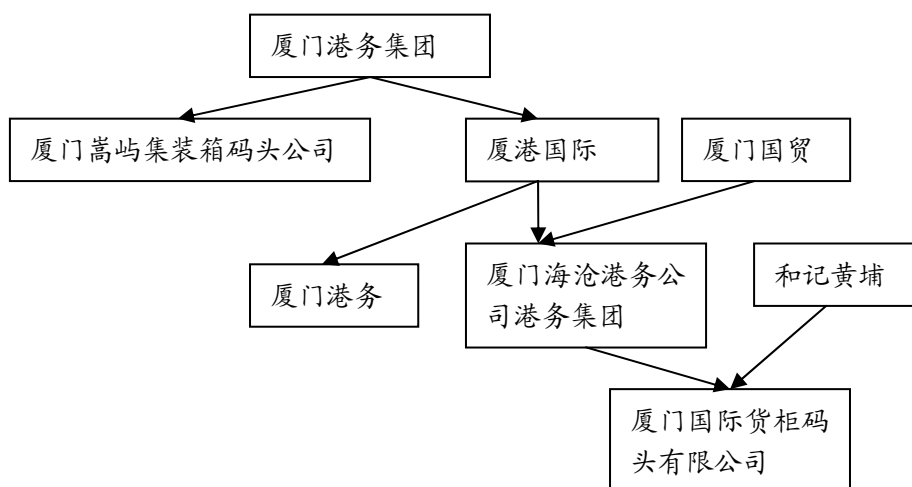 厦门港务集团
厦门嵩屿集装箱码头公司
厦港国际
厦门国贸
厦门港务
厦门海沧港务公
司港务集团
和记黄埔
厦门国际货柜码
头有限公司